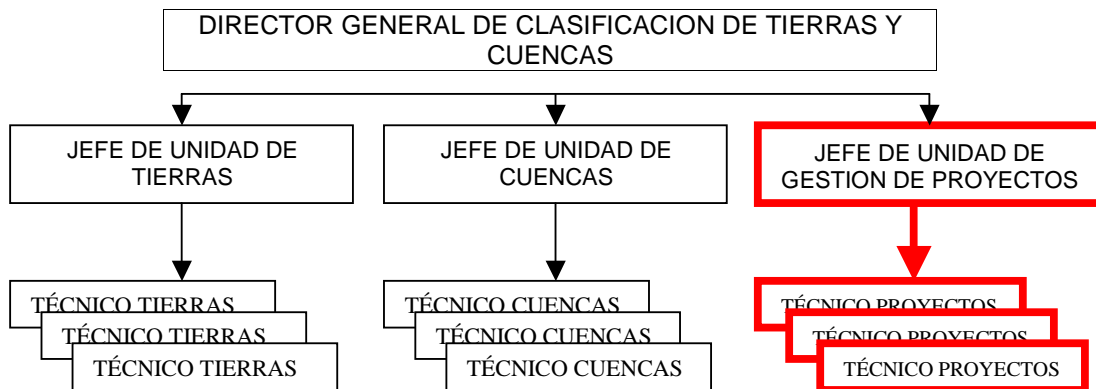 DIRECTOR GENERAL DE CLASIFICACION DE TIERRAS Y
CUENCAS
JEFE DE UNIDAD DE
TIERRAS
JEFE DE UNIDAD DE
CUENCAS
JEFE DE UNIDAD DE
GESTION DE PROYECTOS
TÉCNICO TIERRAS
TÉCNICO TIERRAS
TÉCNICO TIERRAS
TÉCNICO CUENCAS
TÉCNICO CUENCAS
TÉCNICO CUENCAS
TÉCNICO PROYECTOS
TÉCNICO PROYECTOS
TÉCNICO PROYECTOS